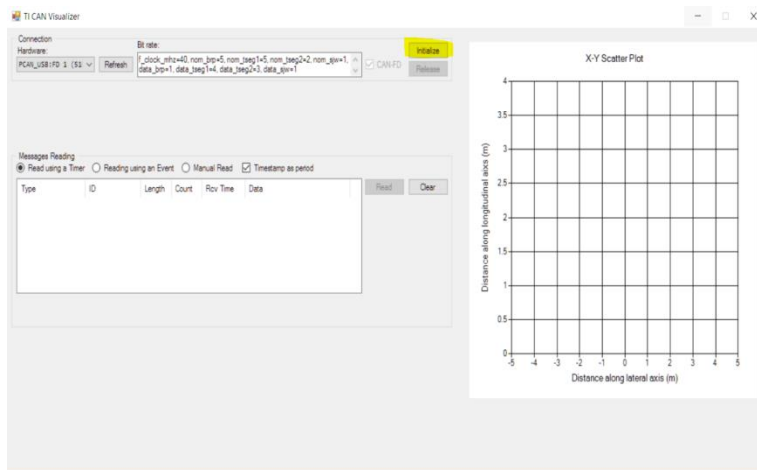 TI CAN Visualizer
Connection
Hardware:
Bit rate:
PCAN_USB:FD 1 (51
Refresh
f_clock_mhz=40, nom_brp=5, nom_tseg1=5, nom_tseg2=2, nom_sjw=1,
data_brp=1, data_tseg1=4, data_tseg2=3, data_sjw=1
CAN-FD
Initialize
Release
Messages Reading
Read using a Timer
Reading using an Event
Manual Read
Timestamp as period
Type ID Length Count Rcv Time Data
Read
Clear
X-Y Scatter Plot
Distance along longitudinal aixs (m)
4
3.5
3
2.5
2
1.5
1
0.5
0
-5 -4 -3 -2 -1 0 1 2 3 4 5
Distance along lateral axis (m)